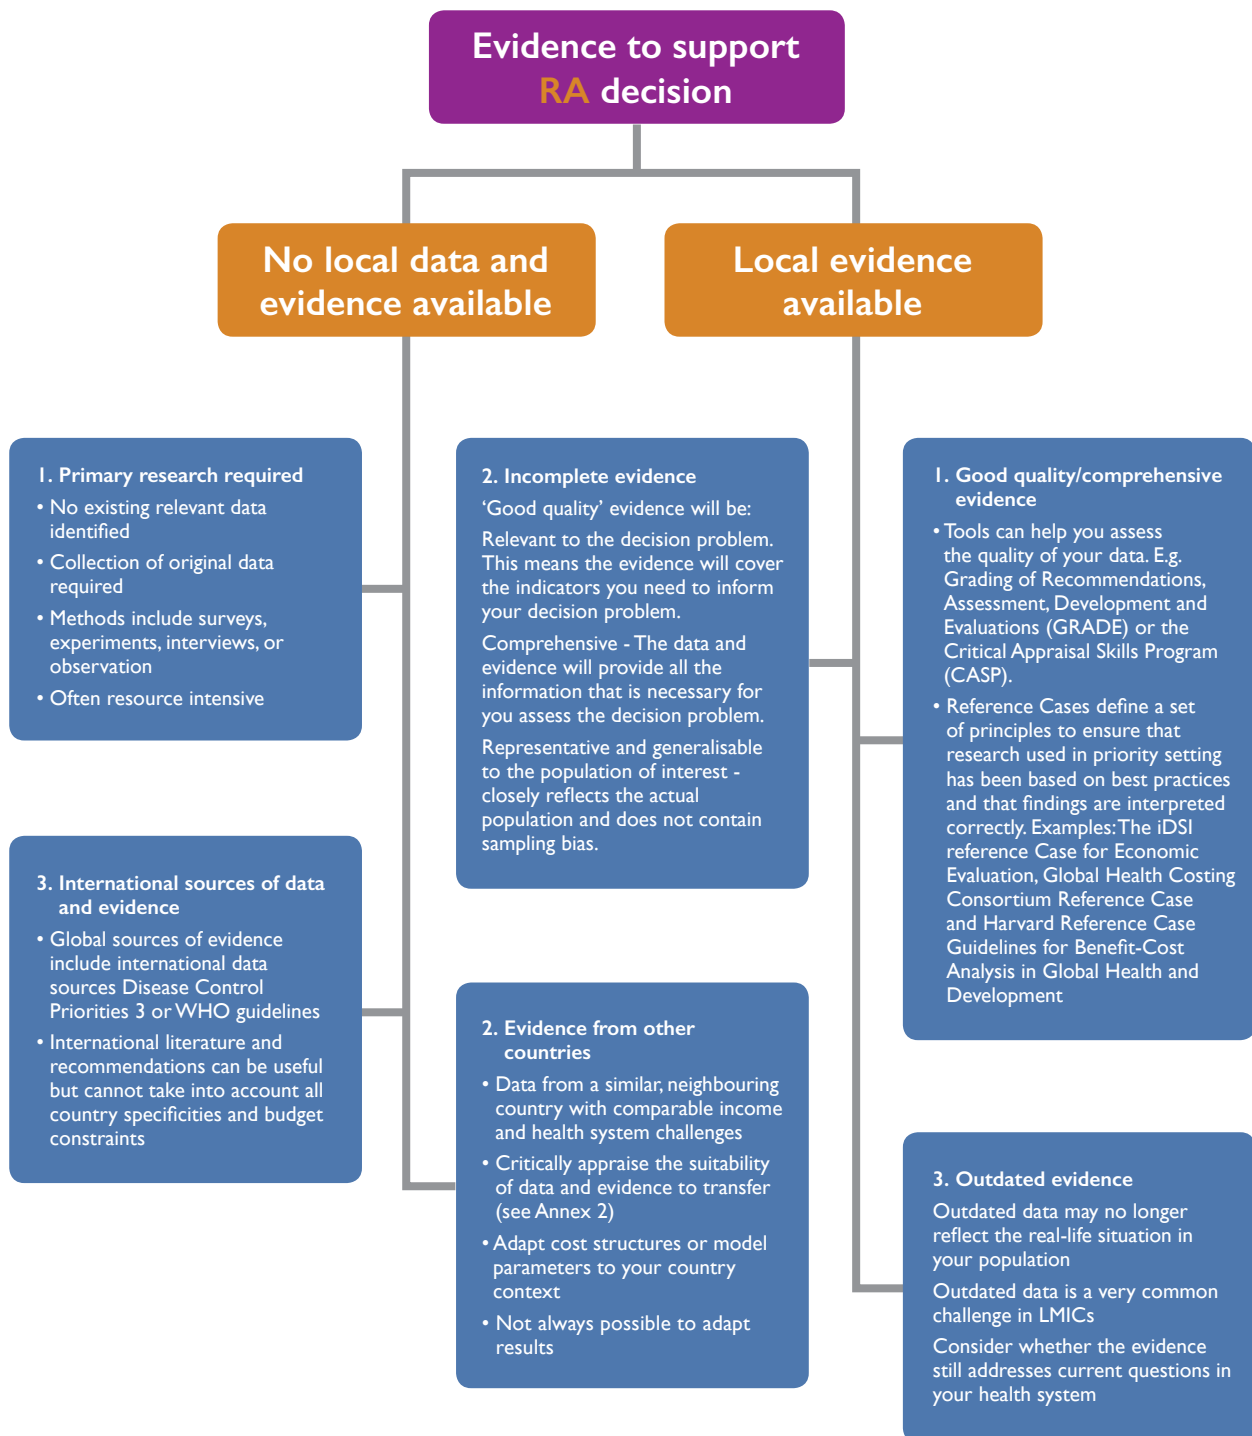 Evidence to support
RA decision
No local data and
evidence available
Local evidence
available
1. Primary research required
• No existing relevant data
identified
• Collection of original data
required
• Methods include surveys,
experiments, interviews, or
observation
• Often resource intensive
3. International sources of data
and evidence
• Global sources of evidence
include international data
sources Disease Control
Priorities 3 or WHO guidelines
• International literature and
recommendations can be useful
but cannot take into account all
country specificities and budget
constraints
2. Incomplete evidence
‘Good quality’ evidence will be:
Relevant to the decision problem.
This means the evidence will cover
the indicators you need to inform
your decision problem.
Comprehensive - The data and
evidence will provide all the
information that is necessary for
you assess the decision problem.
Representative and generalisable
to the population of interest -
closely reflects the actual
population and does not contain
sampling bias.
2. Evidence from other
countries
• Data from a similar, neighbouring
country with comparable income
and health system challenges
• Critically appraise the suitability
of data and evidence to transfer
(see Annex 2)
• Adapt cost structures or model
parameters to your country
context
• Not always possible to adapt
results
1. Good quality/comprehensive
evidence
• Tools can help you assess
the quality of your data. E.g.
Grading of Recommendations,
Assessment, Development and
Evaluations (GRADE) or the
Critical Appraisal Skills Program
(CASP).
• Reference Cases define a set
of principles to ensure that
research used in priority setting
has been based on best practices
and that findings are interpreted
correctly. Examples: The iDSI
reference Case for Economic
Evaluation, Global Health Costing
Consortium Reference Case
and Harvard Reference Case
Guidelines for Benefit-Cost
Analysis in Global Health and
Development
3. Outdated evidence
Outdated data may no longer
reflect the real-life situation in
your population
Outdated data is a very common
challenge in LMICs
Consider whether the evidence
still addresses current questions in
your health system